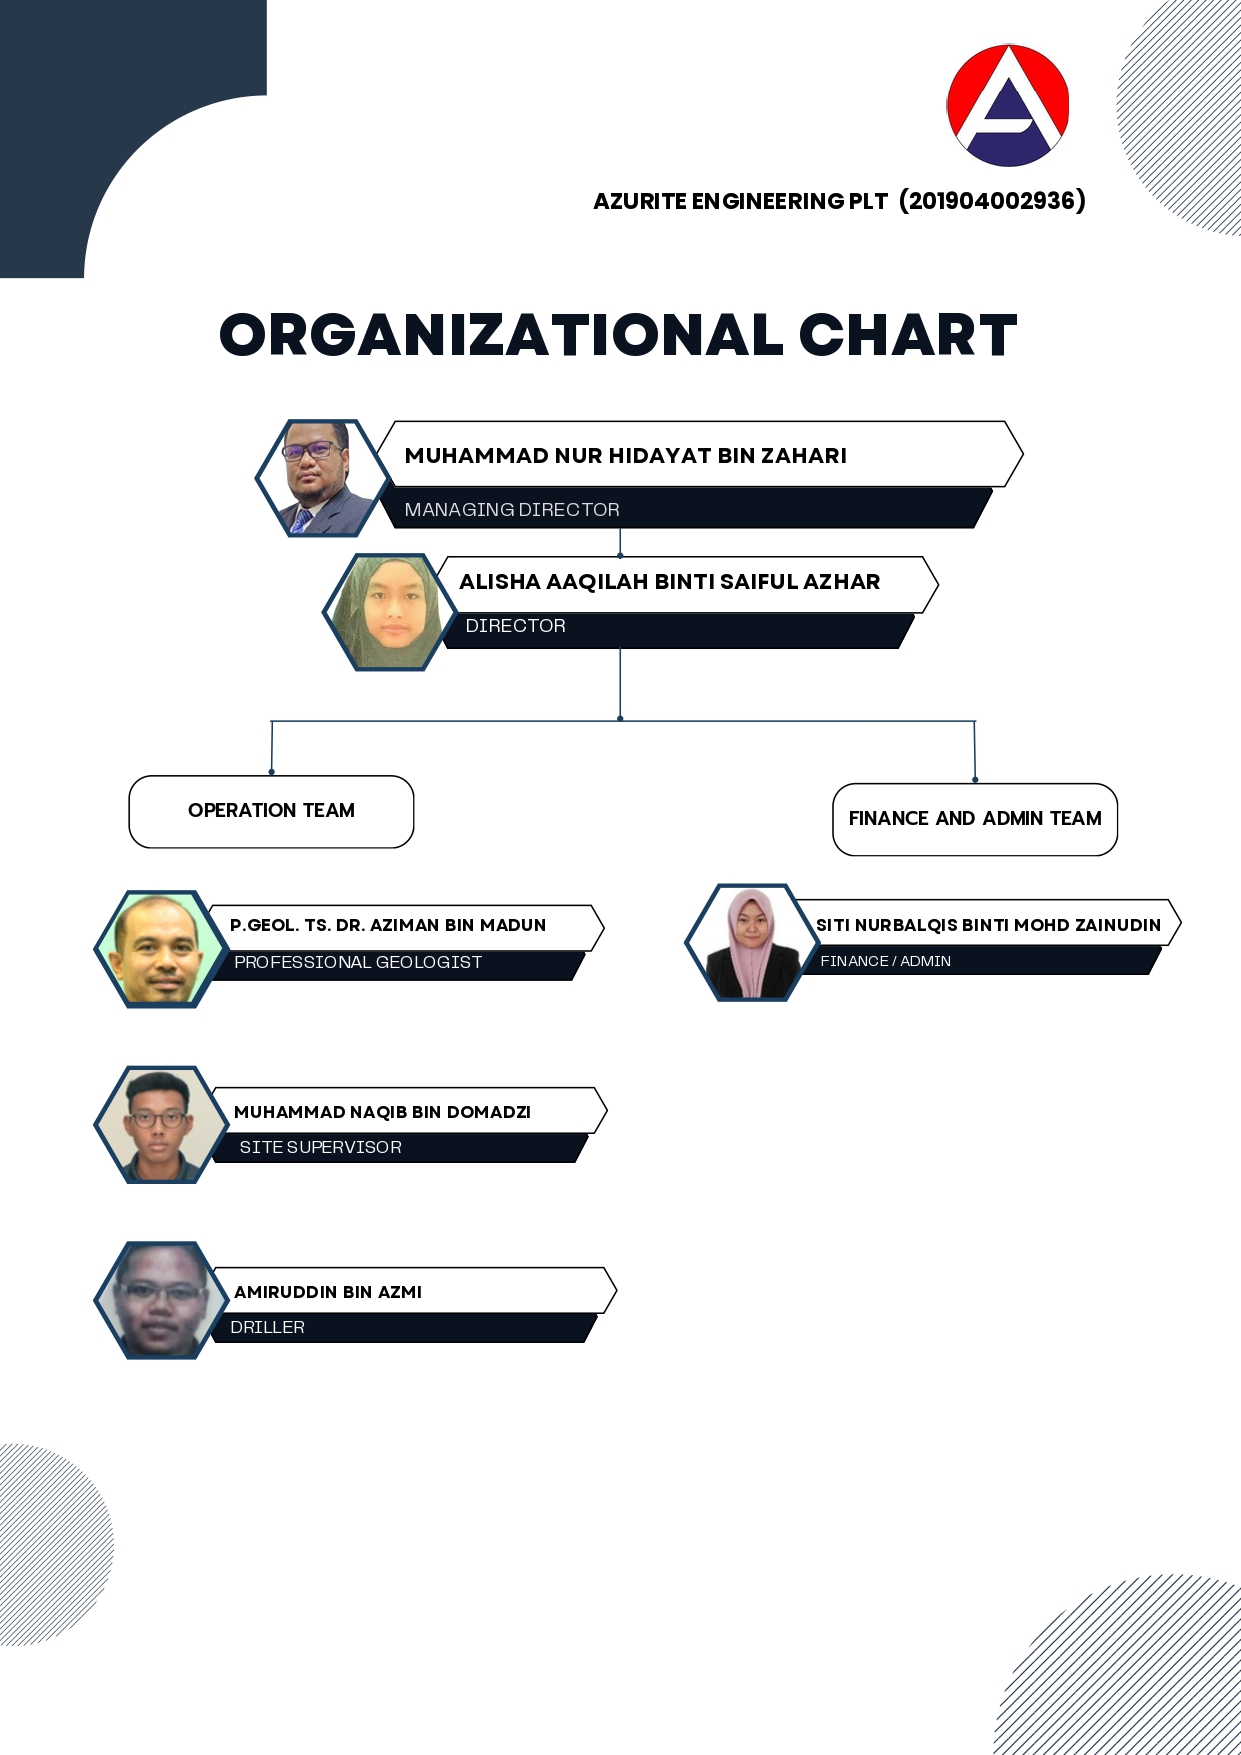 AZURITE ENGINEERING PLT (201904002936)
ORGANIZATIONAL CHART
MUHAMMAD NUR HIDAYAT BIN ZAHARI
MANAGING DIRECTOR
ALISHA AAQILAH BINTI SAIFUL AZHAR
DIRECTOR
OPERATION TEAM
P.GEOL. TS. DR. AZIMAN BIN MADUN
PROFESSIONAL GEOLOGIST
MUHAMMAD NAQIB BIN DOMADZI
SITE SUPERVISOR
AMIRUDDIN BIN AZMI
DRILLER
FINANCE AND ADMIN TEAM
SITI NURBALQIS BINTI MOHD ZAINUDIN
FINANCE / ADMIN